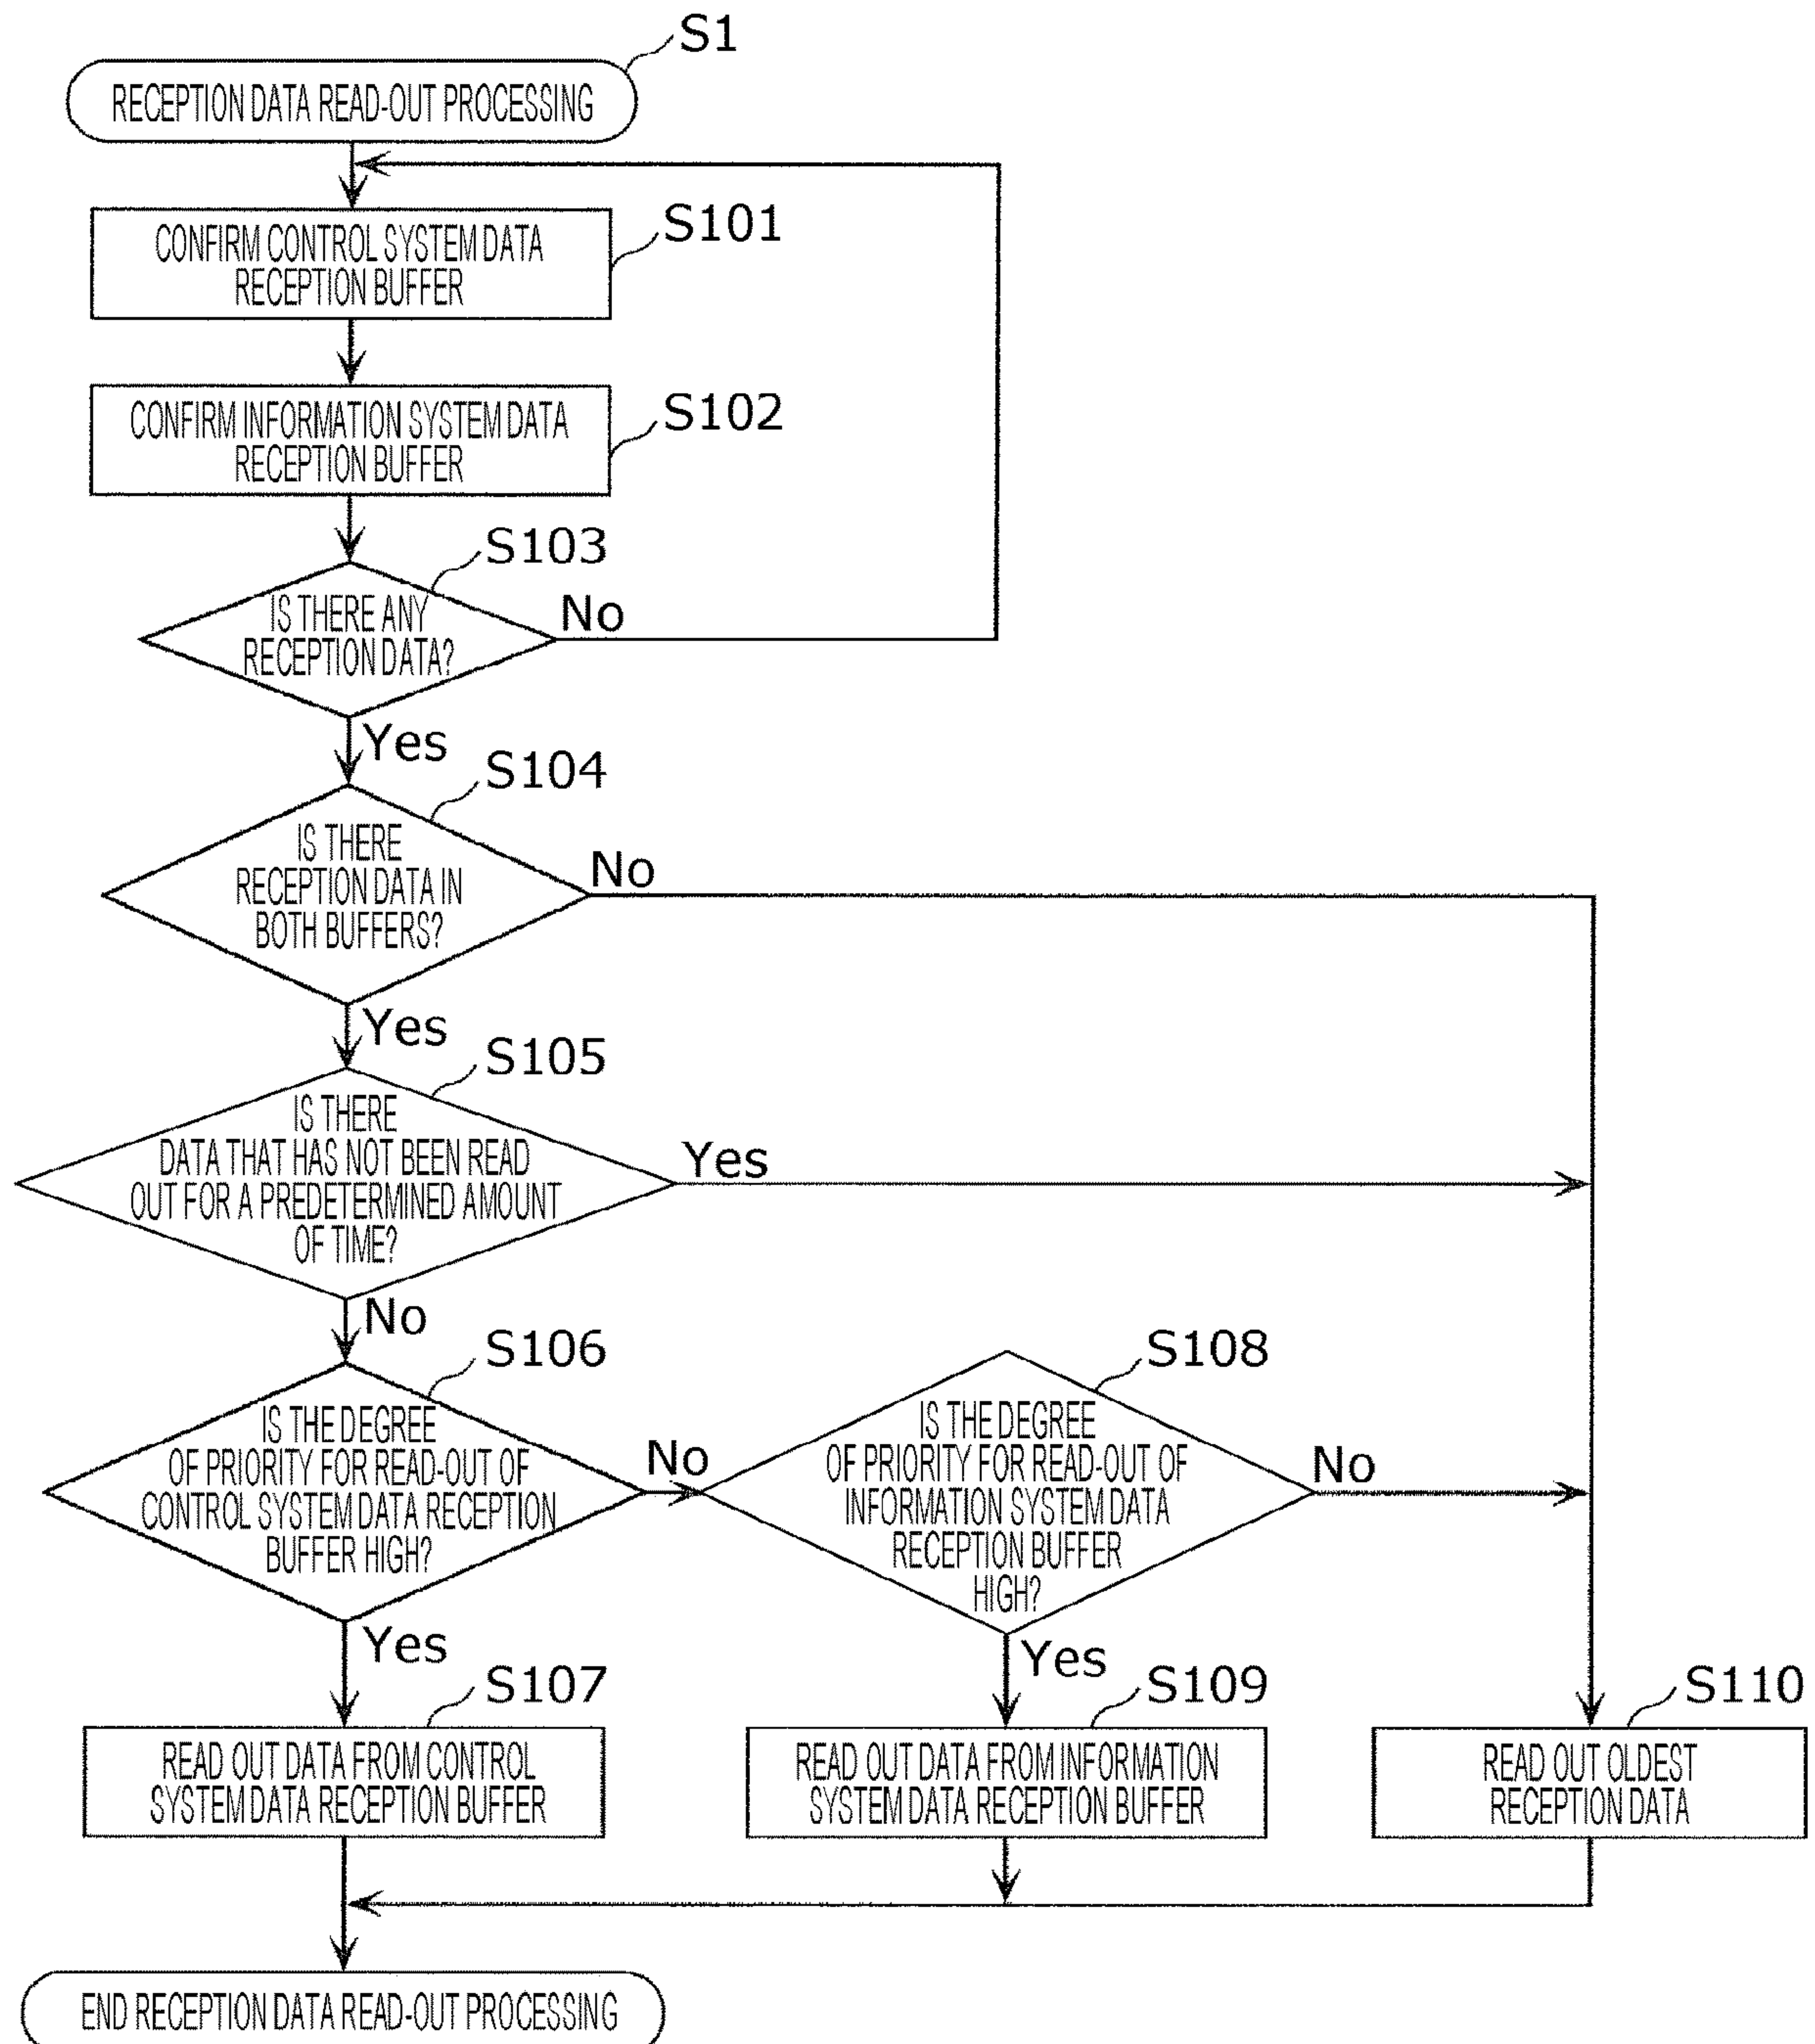 S1
RECEPTION DATA READ-OUT PROCESSING
S101
CONFIRM CONTROL SYSTEM DATA
RECEPTION BUFFER
S102
CONFIRM INFORMATION SYSTEM DATA
RECEPTION BUFFER
S103
IS THERE ANY
RECEPTION DATA?
No
Yes
S104
IS THERE
RECEPTION DATA IN
BOTH BUFFERS?
No
Yes
S105
IS THERE
DATA THAT HAS NOT BEEN READ
OUT FOR A PREDETERMINED AMOUNT
OF TIME?
Yes
No
S106
IS THE DEGREE
OF PRIORITY FOR READ-OUT OF
CONTROL SYSTEM DATA RECEPTION
BUFFER HIGH?
No
Yes
S108
IS THE DEGREE
OF PRIORITY FOR READ-OUT OF
INFORMATION SYSTEM DATA
RECEPTION BUFFER
HIGH?
No
Yes
S107
READ OUT DATA FROM CONTROL
SYSTEM DATA RECEPTION BUFFER
S109
READ OUT DATA FROM INFORMATION
SYSTEM DATA RECEPTION BUFFER
S110
READ OUT OLDEST
RECEPTION DATA
END RECEPTION DATA READ-OUT PROCESSING